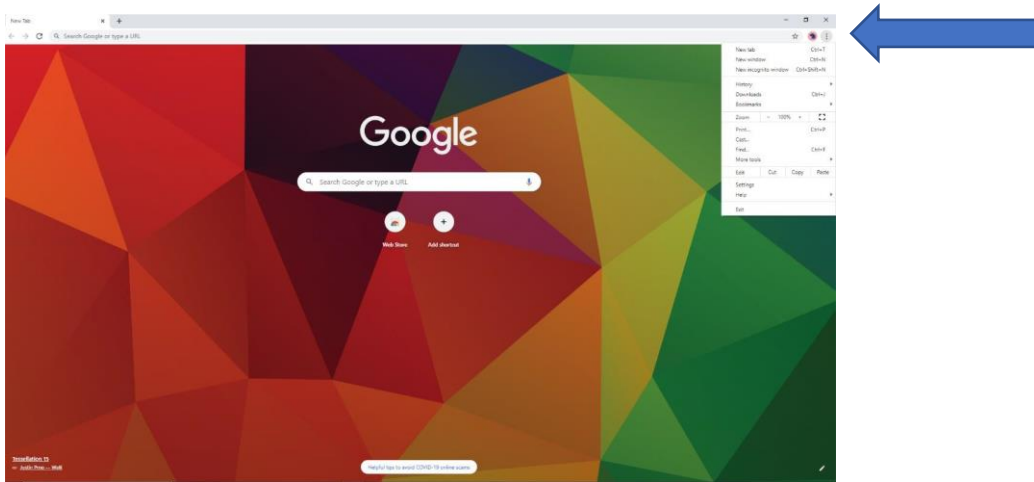 New Tab
Search Google or type a URL
New tab Ctrl+T
New window Ctrl+N
New incognito window Ctrl+Shift+N
History
Downloads Ctrl+J
Bookmarks
Zoom - 100% +
Print... Ctrl+P
Cast...
Find... Ctrl+F
More tools
Edit Cut Copy Paste
Settings
Help
Exit
Google
Search Google or type a URL
Web Store Add shortcut
Tessellation 15
Justin Prno — Walli
Helpful tips to avoid COVID-19 online scams